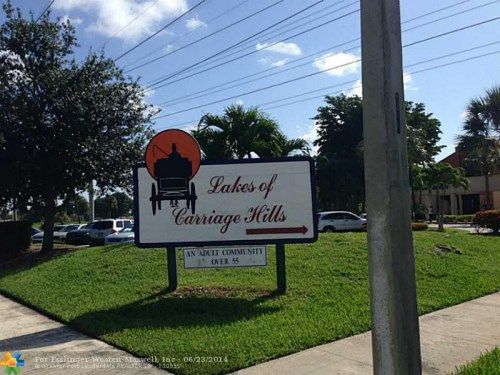 Lakes of
Carriage Hills
AN ADULT COMMUNITY
OVER 55
For Esslinger-Wooten-Maxwell, Inc 06/23/2014